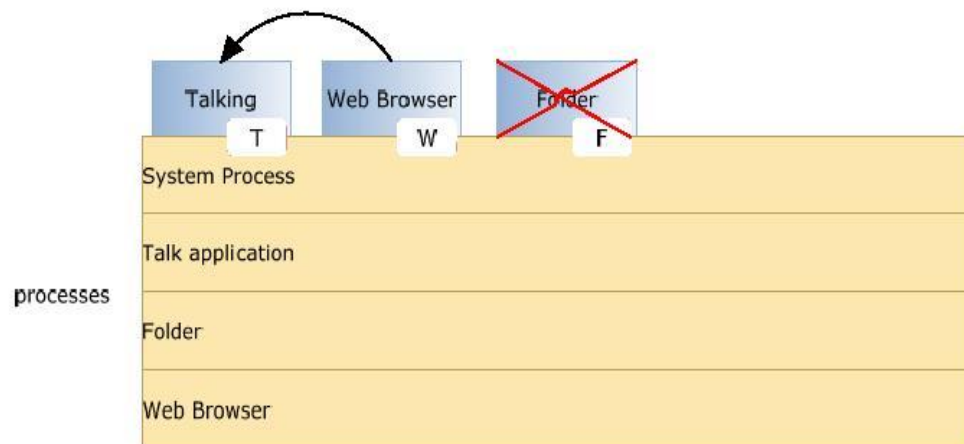 Talking
Web Browser
Folder
T
W
F
System Process
Talk application
processes
Folder
Web Browser